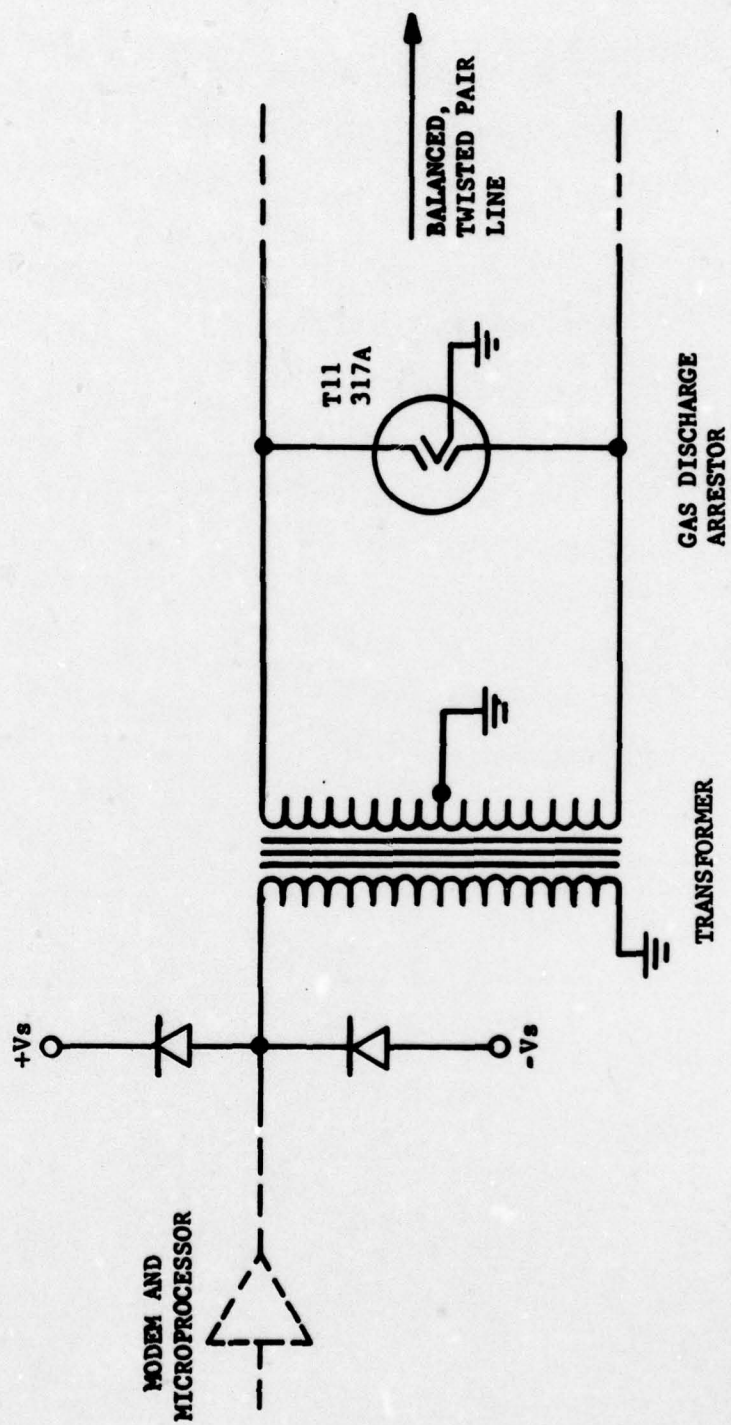 MODEM AND
MICROPROCESSOR
+Vs
-Vs
TRANSFORMER
T11
317A
GAS DISCHARGE
ARRESTOR
BALANCED,
TWISTED PAIR
LINE